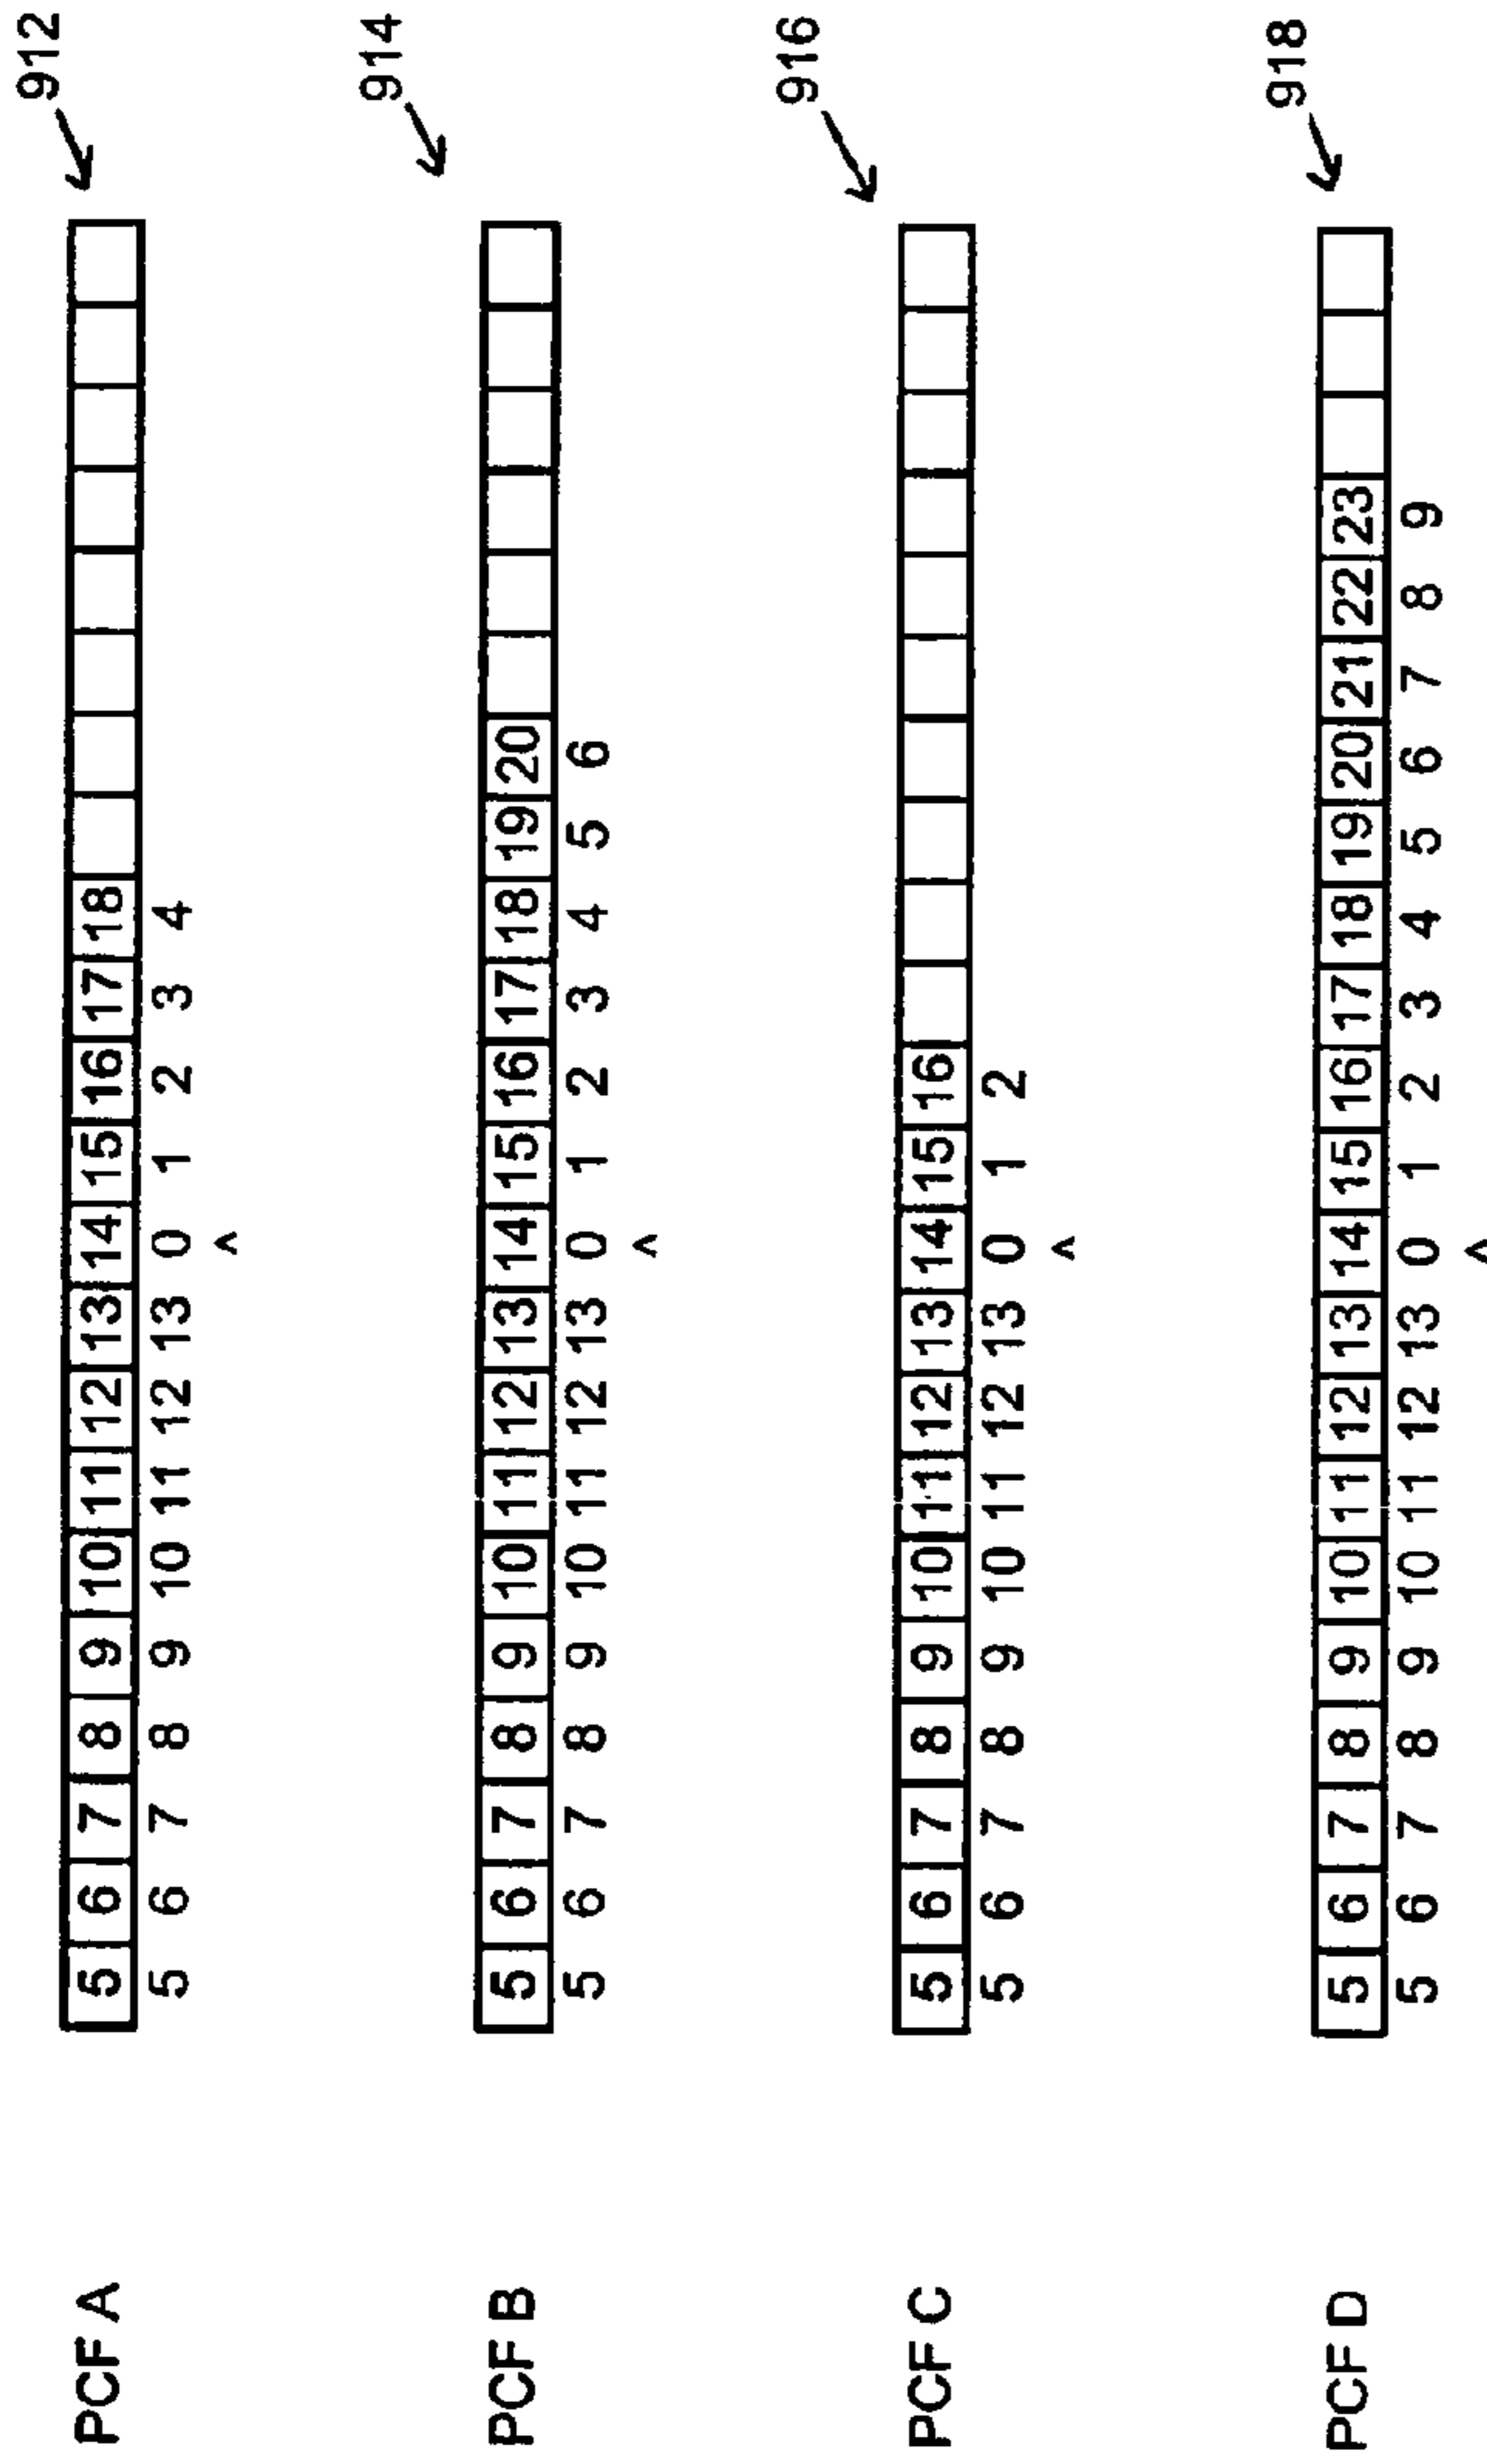 912
PCF A 5 6 7 8 9 10 11 12 13 14 15 16 17 18
5 6 7 8 9 10 11 12 13 0 1 2 3 4
^
914
PCF B 5 6 7 8 9 10 11 12 13 14 15 16 17 18 19 20
5 6 7 8 9 10 11 12 13 0 1 2 3 4 5 6
^
916
PCF C 5 6 7 8 9 10 11 12 13 14 15 16
5 6 7 8 9 10 11 12 13 0 1 2
^
918
PCF D 5 6 7 8 9 10 11 12 13 14 15 16 17 18 19 20 21 22 23
5 6 7 8 9 10 11 12 13 0 1 2 3 4 5 6 7 8 9
^